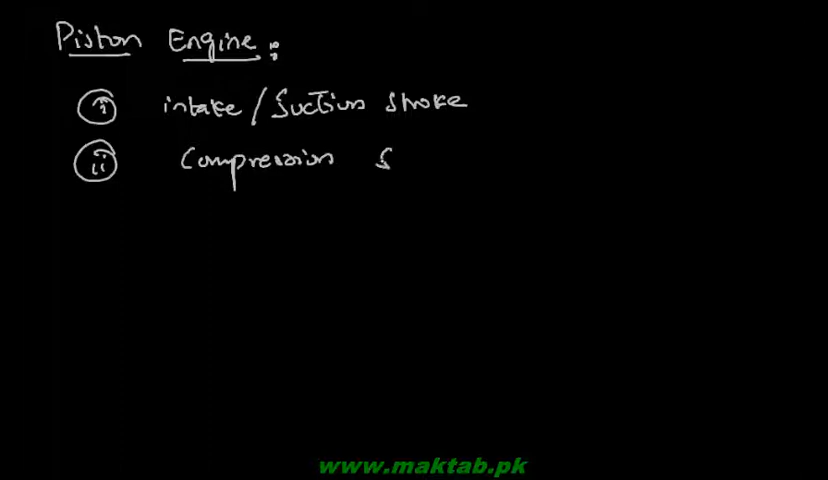 Piston Engine :
(i) intake / Suction stroke
(ii) Compression s
www.maktab.pk